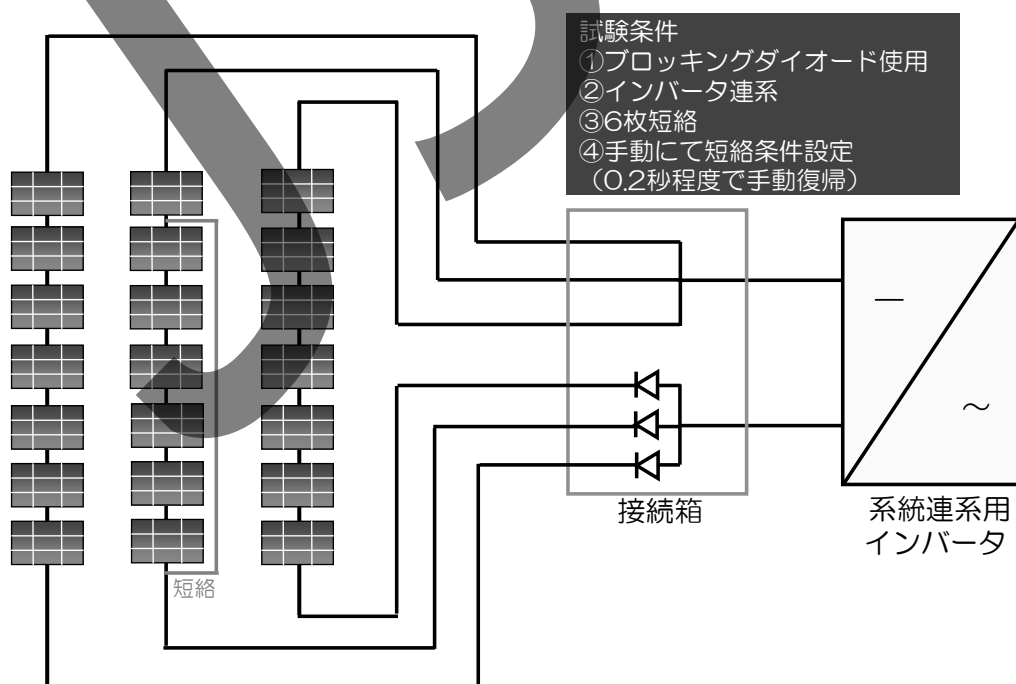 試験条件
①ブロッキングダイオード使用
②インバータ連系
③6枚短絡
④手動にて短絡条件設定
（0.2秒程度で手動復帰）
―
～
接続箱
系統連系用
インバータ
短絡